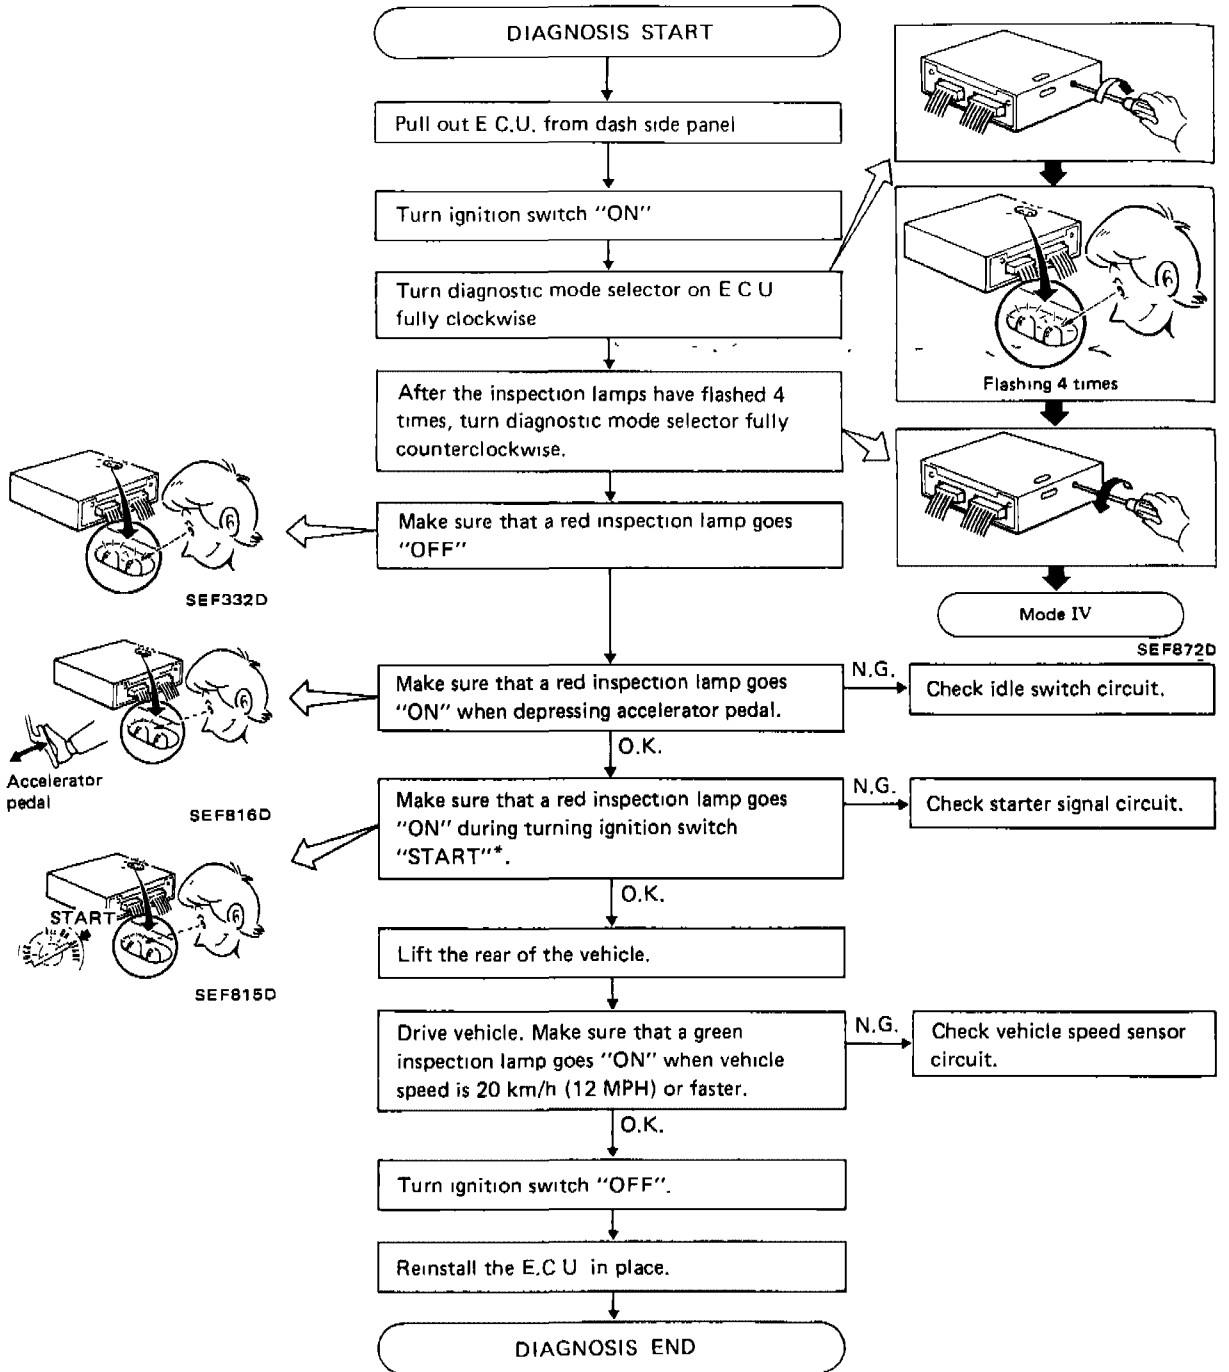 DIAGNOSIS START
Pull out E C.U. from dash side panel
Turn ignition switch "ON"
Turn diagnostic mode selector on E C U
fully clockwise
After the inspection lamps have flashed 4
times, turn diagnostic mode selector fully
counterclockwise.
Flashing 4 times
Mode IV
SEF872D
Make sure that a red inspection lamp goes
"OFF"
SEF332D
Make sure that a red inspection lamp goes
"ON" when depressing accelerator pedal.
N.G.
Check idle switch circuit.
O.K.
Accelerator
pedal
SEF816D
Make sure that a red inspection lamp goes
"ON" during turning ignition switch
"START"*.
N.G.
Check starter signal circuit.
O.K.
START
SEF815D
Lift the rear of the vehicle.
Drive vehicle. Make sure that a green
inspection lamp goes "ON" when vehicle
speed is 20 km/h (12 MPH) or faster.
N.G.
Check vehicle speed sensor
circuit.
O.K.
Turn ignition switch "OFF".
Reinstall the E.C U in place.
DIAGNOSIS END